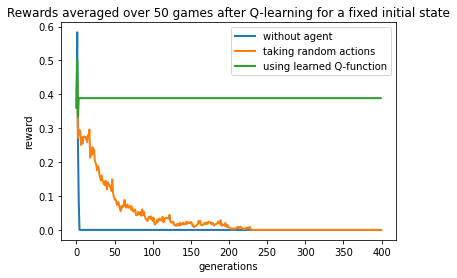 Rewards averaged over 50 games after Q-learning for a fixed initial state
without agent
taking random actions
using learned Q-function
reward
0.6
0.5
0.4
0.3
0.2
0.1
0.0
0 50 100 150 200 250 300 350 400
generations